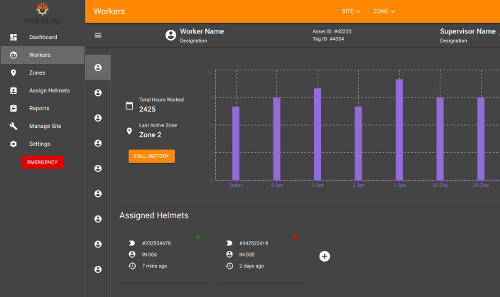 wakecap
Workers
SITE
ZONE
Dashboard
Workers
Zones
Assign Helmets
Reports
Manage Site
Settings
EMERGENCY
Worker Name
Designation
Asset ID: #45235
Tag ID: #4334
Supervisor Name
Designation
Total Hours Worked
2425
Last Active Zone
Zone 2
FULL HISTORY
Today
4 Jan
3 Jan
2 Jan
1 Jan
30 Dec
29 Dec
Assigned Helmets
#232534678
IN-006
7 mins ago
#342522418
IN-008
2 days ago